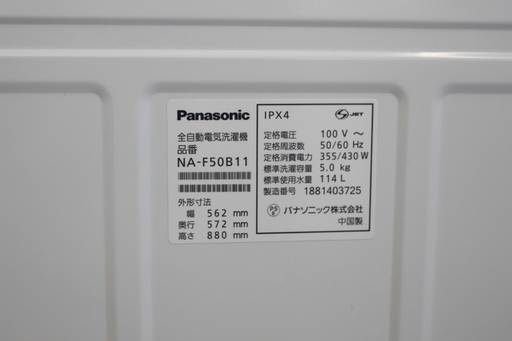 Panasonic
全自動電気洗濯機
品番
NA-F50B11
外形寸法
幅 562 mm
奥行 572 mm
高さ 880 mm
IPX4
S JET
定格電圧 100 V ～
定格周波数 50/60 Hz
定格消費電力 355/430 W
標準洗濯容量 5.0 kg
標準使用水量 114 L
製造番号 1881403725
PS E パナソニック株式会社
中国製